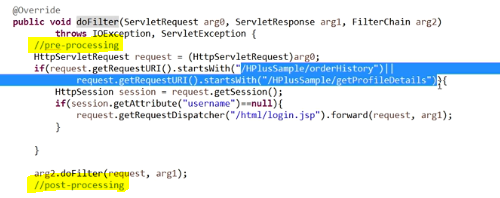 @Override
public void doFilter(ServletRequest arg0, ServletResponse arg1, FilterChain arg2)
throws IOException, ServletException {
//pre-processing
HttpServletRequest request = (HttpServletRequest)arg0;
if(request.getRequestURI().startsWith("/HPlusSample/orderHistory")||
request.getRequestURI().startsWith("/HPlusSample/getProfileDetails")){
HttpSession session = request.getSession();
if(session.getAttribute("username")==null){
request.getRequestDispatcher("/html/login.jsp").forward(request, arg1);
}
}
arg2.doFilter(request, arg1);
//post-processing